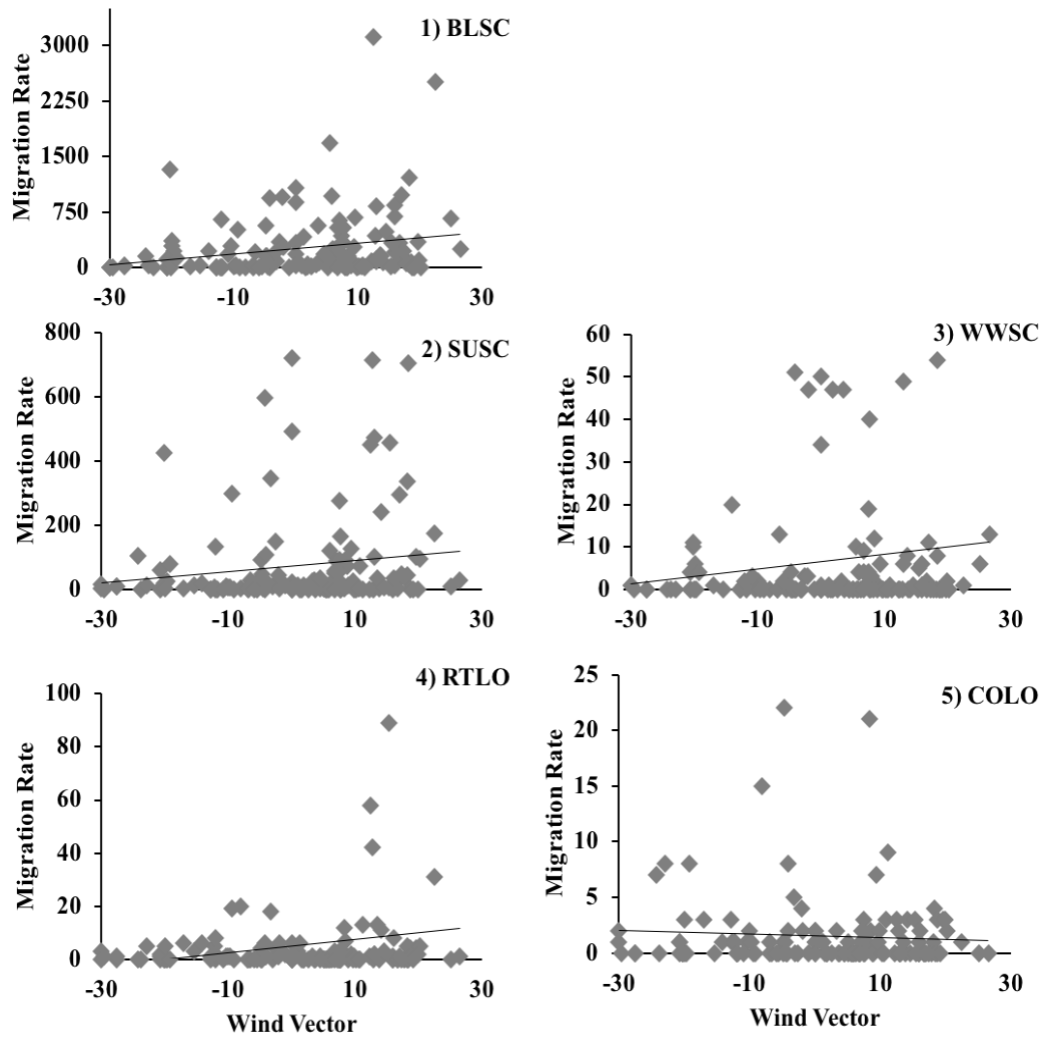 1) BLSC
Migration Rate
3000
2250
1500
750
0
-30 -10 10 30
2) SUSC
Migration Rate
800
600
400
200
0
-30 -10 10 30
3) WWSC
Migration Rate
60
50
40
30
20
10
0
-30 -10 10 30
4) RTLO
Migration Rate
100
80
60
40
20
0
-30 -10 10 30
Wind Vector
5) COLO
Migration Rate
25
20
15
10
5
0
-30 -10 10 30
Wind Vector